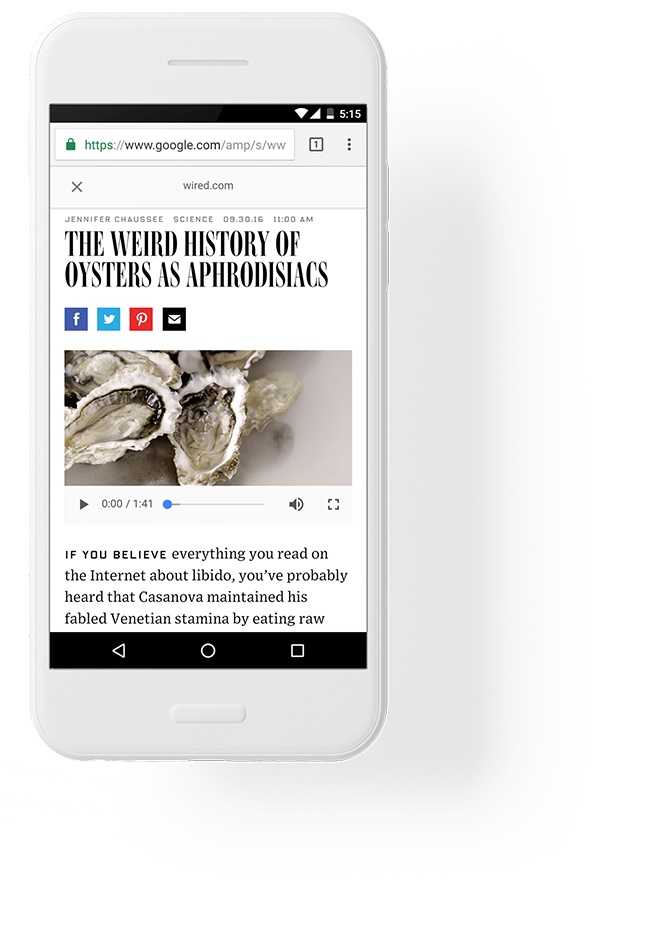 5:15
https://www.google.com/amp/s/ww
1
wired.com
JENNIFER CHAUSSEE SCIENCE 09.30.16 11:00 AM
THE WEIRD HISTORY OF
OYSTERS AS APHRODISIACS
0:00 / 1:41
IF YOU BELIEVE everything you read on
the Internet about libido, you’ve probably
heard that Casanova maintained his
fabled Venetian stamina by eating raw